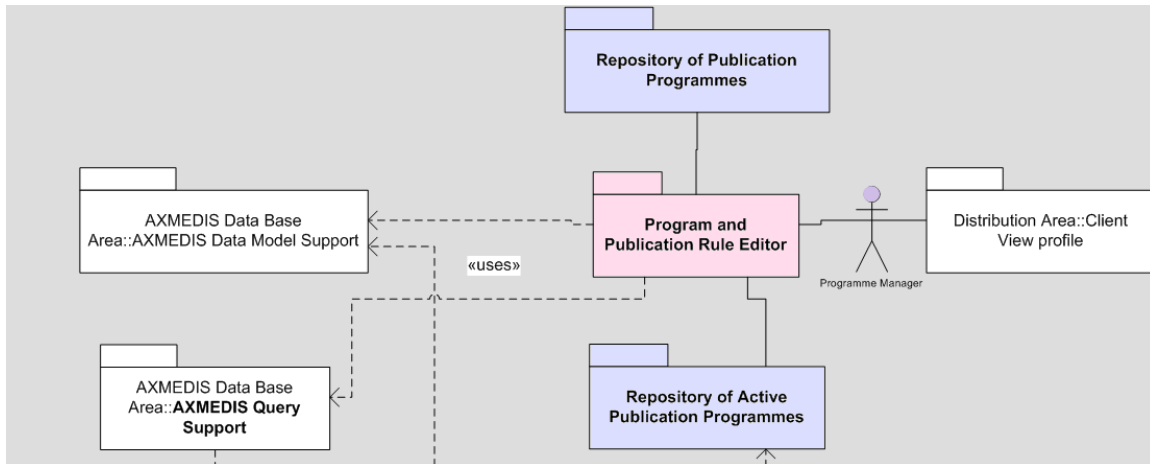 Repository of Publication
Programmes
AXMEDIS Data Base
Area::AXMEDIS Data Model Support
Program and
Publication Rule Editor
Distribution Area::Client
View profile
«uses»
Programme Manager
AXMEDIS Data Base
Area::AXMEDIS Query
Support
Repository of Active
Publication Programmes